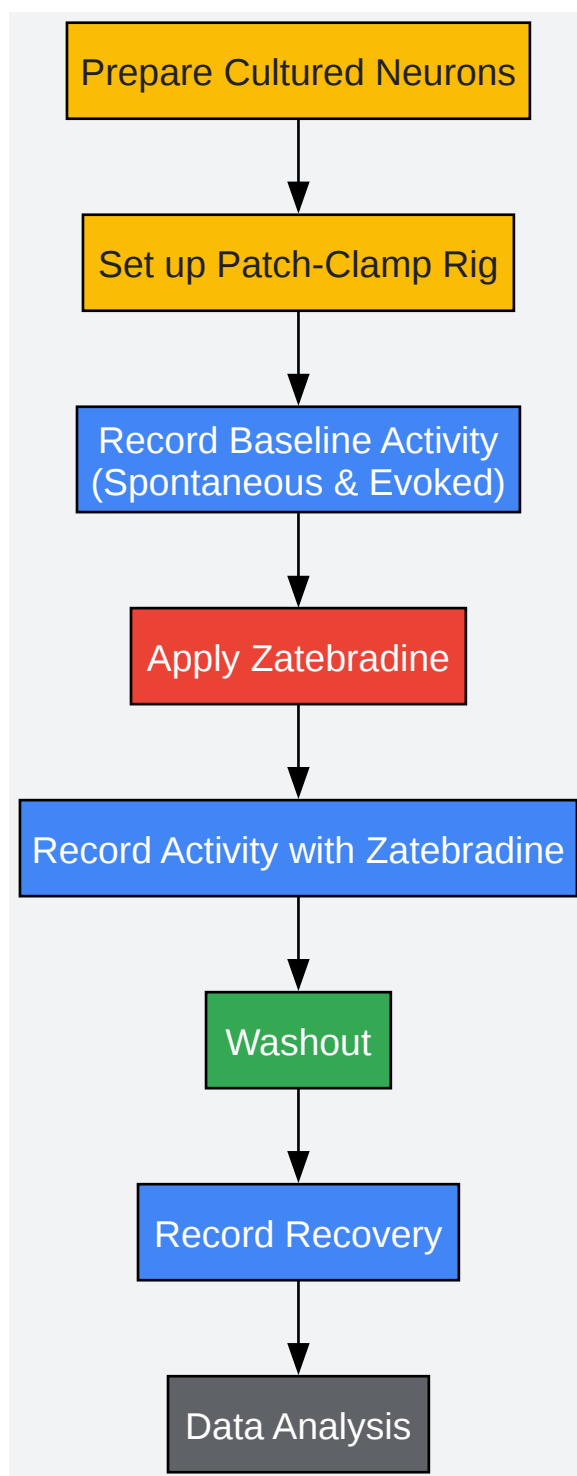 Prepare Cultured Neurons
Set up Patch-Clamp Rig
Record Baseline Activity
(Spontaneous & Evoked)
Apply Zatebradine
Record Activity with Zatebradine
Washout
Record Recovery
Data Analysis